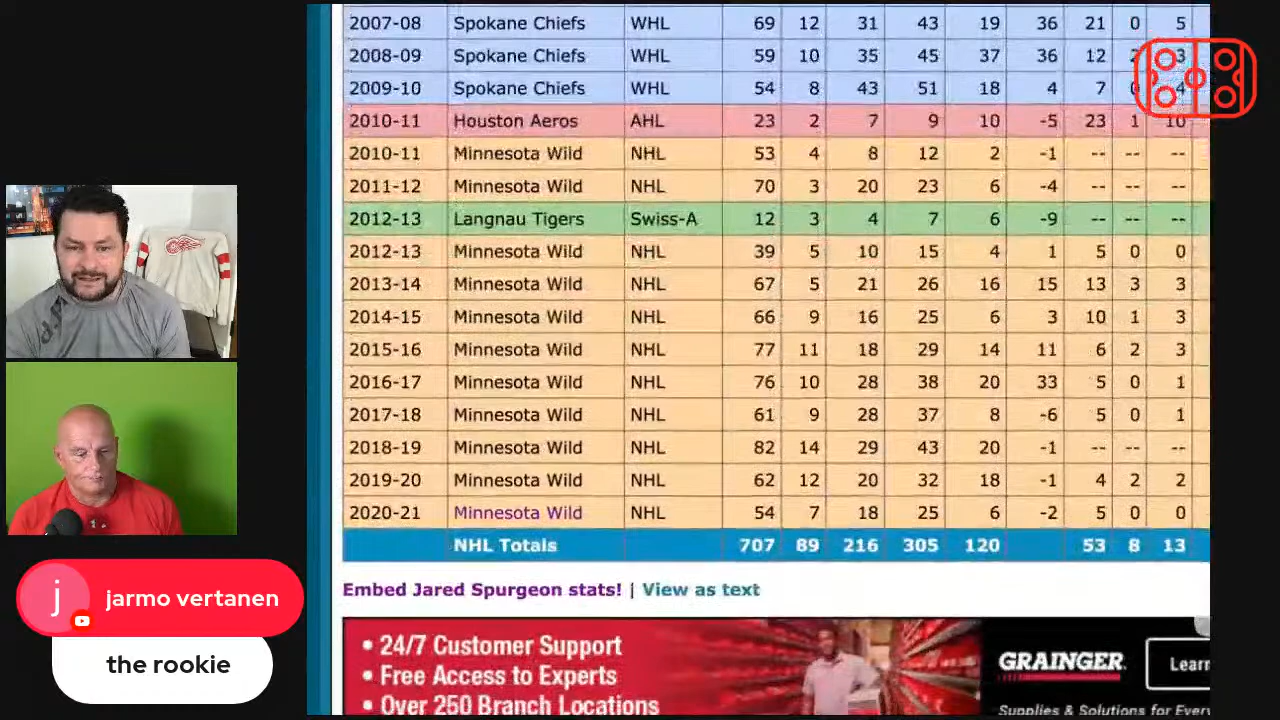 2007-08 Spokane Chiefs WHL 69 12 31 43 19 36 21 0 5
2008-09 Spokane Chiefs WHL 59 10 35 45 37 36 12 3
2009-10 Spokane Chiefs WHL 54 8 43 51 18 4 7 0 4
2010-11 Houston Aeros AHL 23 2 7 9 10 -5 23 1 10
2010-11 Minnesota Wild NHL 53 4 8 12 2 -1 -- -- --
2011-12 Minnesota Wild NHL 70 3 20 23 6 -4 -- -- --
2012-13 Langnau Tigers Swiss-A 12 3 4 7 6 -9 -- -- --
2012-13 Minnesota Wild NHL 39 5 10 15 4 1 5 0 0
2013-14 Minnesota Wild NHL 67 5 21 26 16 15 13 3 3
2014-15 Minnesota Wild NHL 66 9 16 25 6 3 10 1 3
2015-16 Minnesota Wild NHL 77 11 18 29 14 11 6 2 3
2016-17 Minnesota Wild NHL 76 10 28 38 20 33 5 0 1
2017-18 Minnesota Wild NHL 61 9 28 37 8 -6 5 0 1
2018-19 Minnesota Wild NHL 82 14 29 43 20 -1 -- -- --
2019-20 Minnesota Wild NHL 62 12 20 32 18 -1 4 2 2
2020-21 Minnesota Wild NHL 54 7 18 25 6 -2 5 0 0
NHL Totals 707 89 216 305 120 53 8 13
Embed Jared Spurgeon stats! | View as text
• 24/7 Customer Support
• Free Access to Experts
• Over 250 Branch Locations
GRAINGER
Learn
Supplies & Solutions for Every
j jarmo vertanen
the rookie